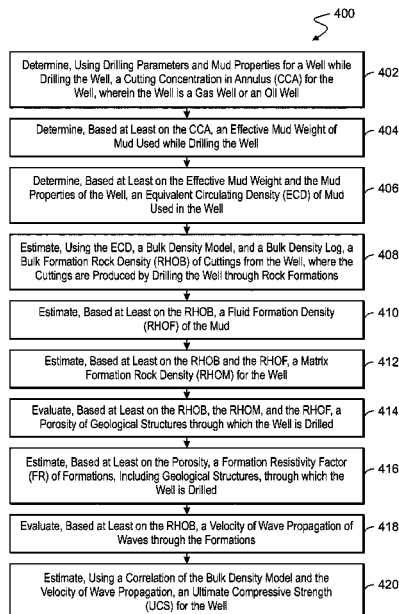 400
Determine, Using Drilling Parameters and Mud Properties for a Well while
Drilling the Well, a Cutting Concentration in Annulus (CCA) for the
Well, wherein the Well is a Gas Well or an Oil Well
402
Determine, Based at Least on the CCA, an Effective Mud Weight of
Mud Used while Drilling the Well
404
Determine, Based at Least on the Effective Mud Weight and the Mud
Properties of the Well, an Equivalent Circulating Density (ECD) of Mud
Used in the Well
406
Estimate, Using the ECD, a Bulk Density Model, and a Bulk Density Log, a
Bulk Formation Rock Density (RHOB) of Cuttings from the Well, where the
Cuttings are Produced by Drilling the Well through Rock Formations
408
Estimate, Based at Least on the RHOB, a Fluid Formation Density
(RHOF) of the Mud
410
Estimate, Based at Least on the RHOB and the RHOF, a Matrix
Formation Rock Density (RHOM) for the Well
412
Evaluate, Based at Least on the RHOB, the RHOM, and the RHOF, a
Porosity of Geological Structures through which the Well is Drilled
414
Estimate, Based at Least on the Porosity, a Formation Resistivity Factor
(FR) of Formations, Including Geological Structures, through which the
Well is Drilled
416
Evaluate, Based at Least on the RHOB, a Velocity of Wave Propagation of
Waves through the Formations
418
Estimate, Using a Correlation of the Bulk Density Model and the
Velocity of Wave Propagation, an Ultimate Compressive Strength
(UCS) for the Well
420